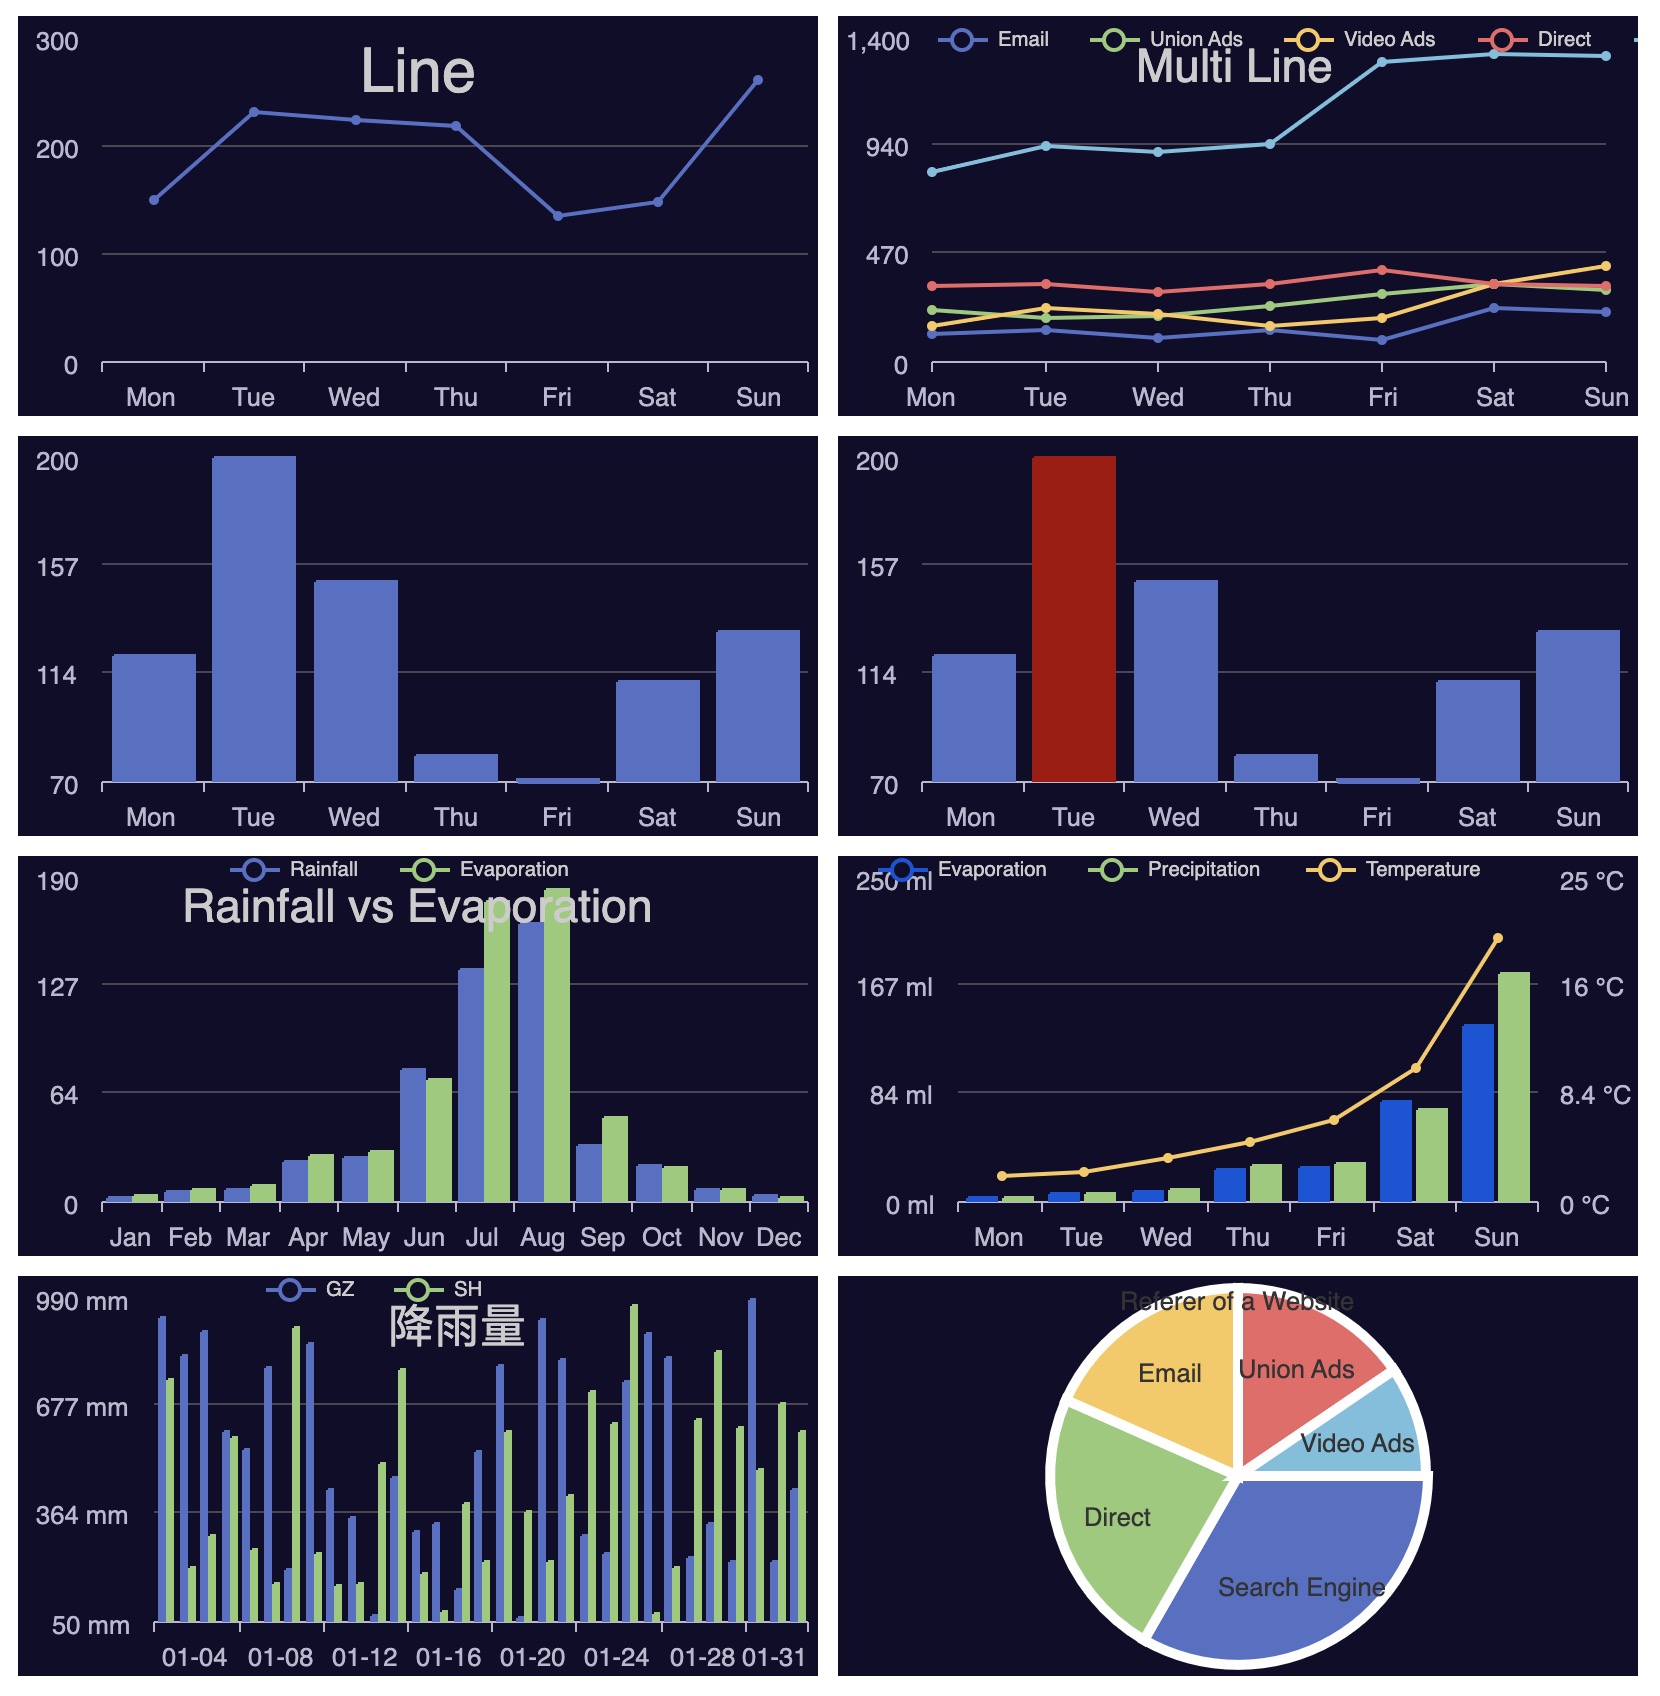 Line
300
200
100
0
Mon Tue Wed Thu Fri Sat Sun
Email Union Ads Video Ads Direct
Multi Line
1,400
940
470
0
Mon Tue Wed Thu Fri Sat Sun
200
157
114
70
Mon Tue Wed Thu Fri Sat Sun
200
157
114
70
Mon Tue Wed Thu Fri Sat Sun
Rainfall Evaporation
Rainfall vs Evaporation
190
127
64
0
Jan Feb Mar Apr May Jun Jul Aug Sep Oct Nov Dec
Evaporation Precipitation Temperature
250 ml 25 °C
167 ml 16 °C
84 ml 8.4 °C
0 ml 0 °C
Mon Tue Wed Thu Fri Sat Sun
GZ SH
降雨量
990 mm
677 mm
364 mm
50 mm
01-04 01-08 01-12 01-16 01-20 01-24 01-28 01-31
Referer of a Website
Email Union Ads
Video Ads
Direct
Search Engine